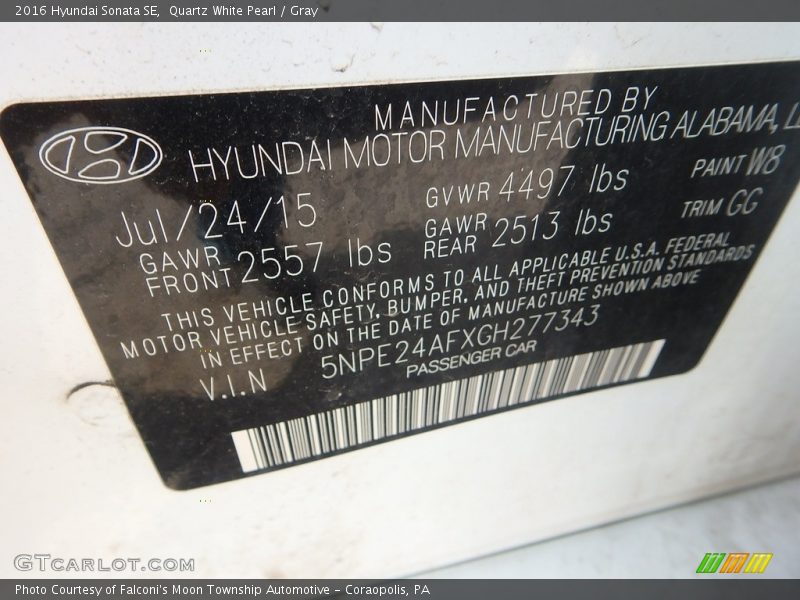 2016 Hyundai Sonata SE, Quartz White Pearl / Gray
MANUFACTURED BY
HYUNDAI MOTOR MANUFACTURING ALABAMA,
Jul/24/15 GVWR 4497 lbs PAINT W8
GAWR FRONT 2557 lbs GAWR REAR 2513 lbs TRIM GG
THIS VEHICLE CONFORMS TO ALL APPLICABLE U.S.A. FEDERAL
MOTOR VEHICLE SAFETY, BUMPER, AND THEFT PREVENTION STANDARDS
IN EFFECT ON THE DATE OF MANUFACTURE SHOWN ABOVE
V.I.N 5NPE24AFXGH277343
PASSENGER CAR
GTCarLot.com
Photo Courtesy of Falconi's Moon Township Automotive - Coraopolis, PA